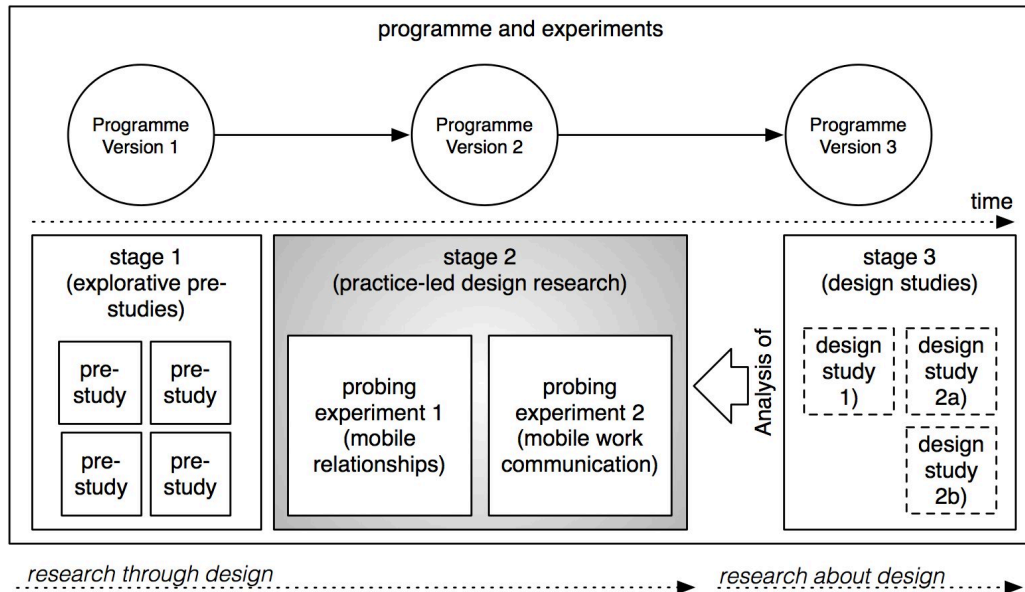 programme and experiments
Programme
Version 1
Programme
Version 2
Programme
Version 3
time
stage 1
(explorative pre-
studies)
pre-
study
pre-
study
pre-
study
pre-
study
stage 2
(practice-led design research)
probing
experiment 1
(mobile
relationships)
probing
experiment 2
(mobile work
communication)
Analysis of
stage 3
(design studies)
design
study
1)
design
study
2a)
design
study
2b)
research through design
research about design